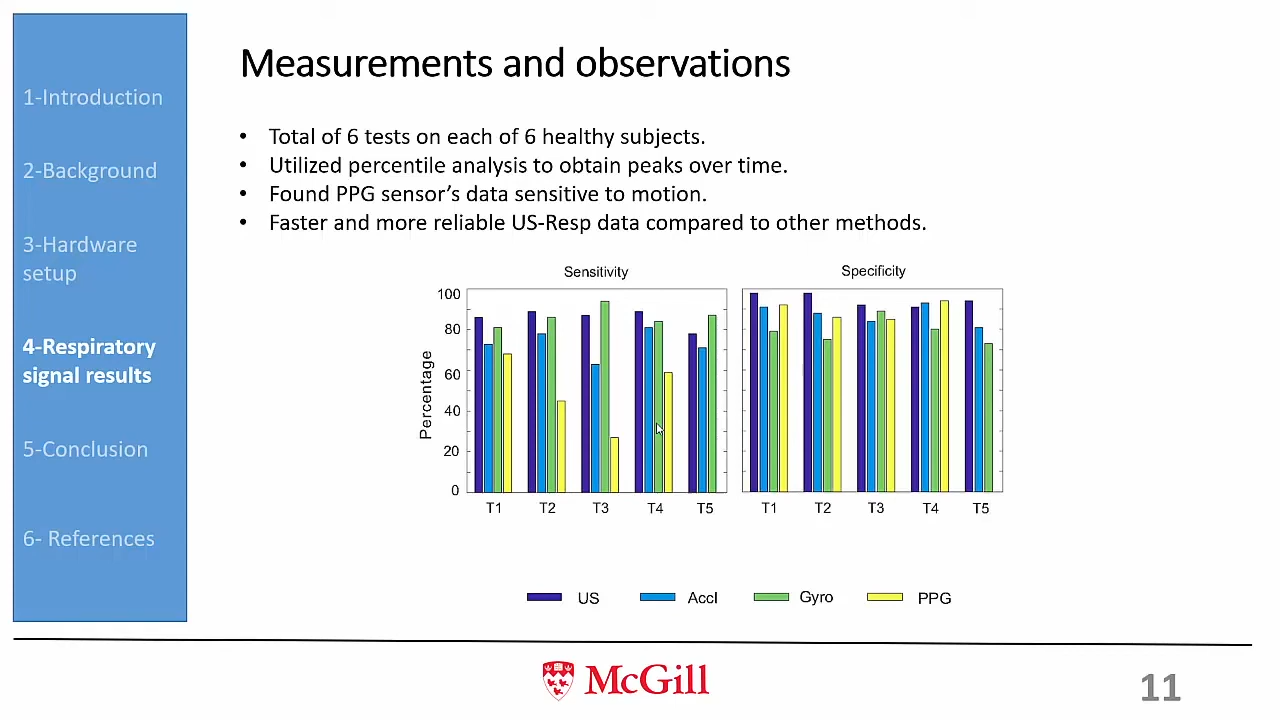 1-Introduction
2-Background
3-Hardware
setup
4-Respiratory
signal results
5-Conclusion
6- References
Measurements and observations
• Total of 6 tests on each of 6 healthy subjects.
• Utilized percentile analysis to obtain peaks over time.
• Found PPG sensor's data sensitive to motion.
• Faster and more reliable US-Resp data compared to other methods.
Sensitivity
Specificity
Percentage
100
80
60
40
20
0
T1 T2 T3 T4 T5
T1 T2 T3 T4 T5
US Accl Gyro PPG
McGill
11